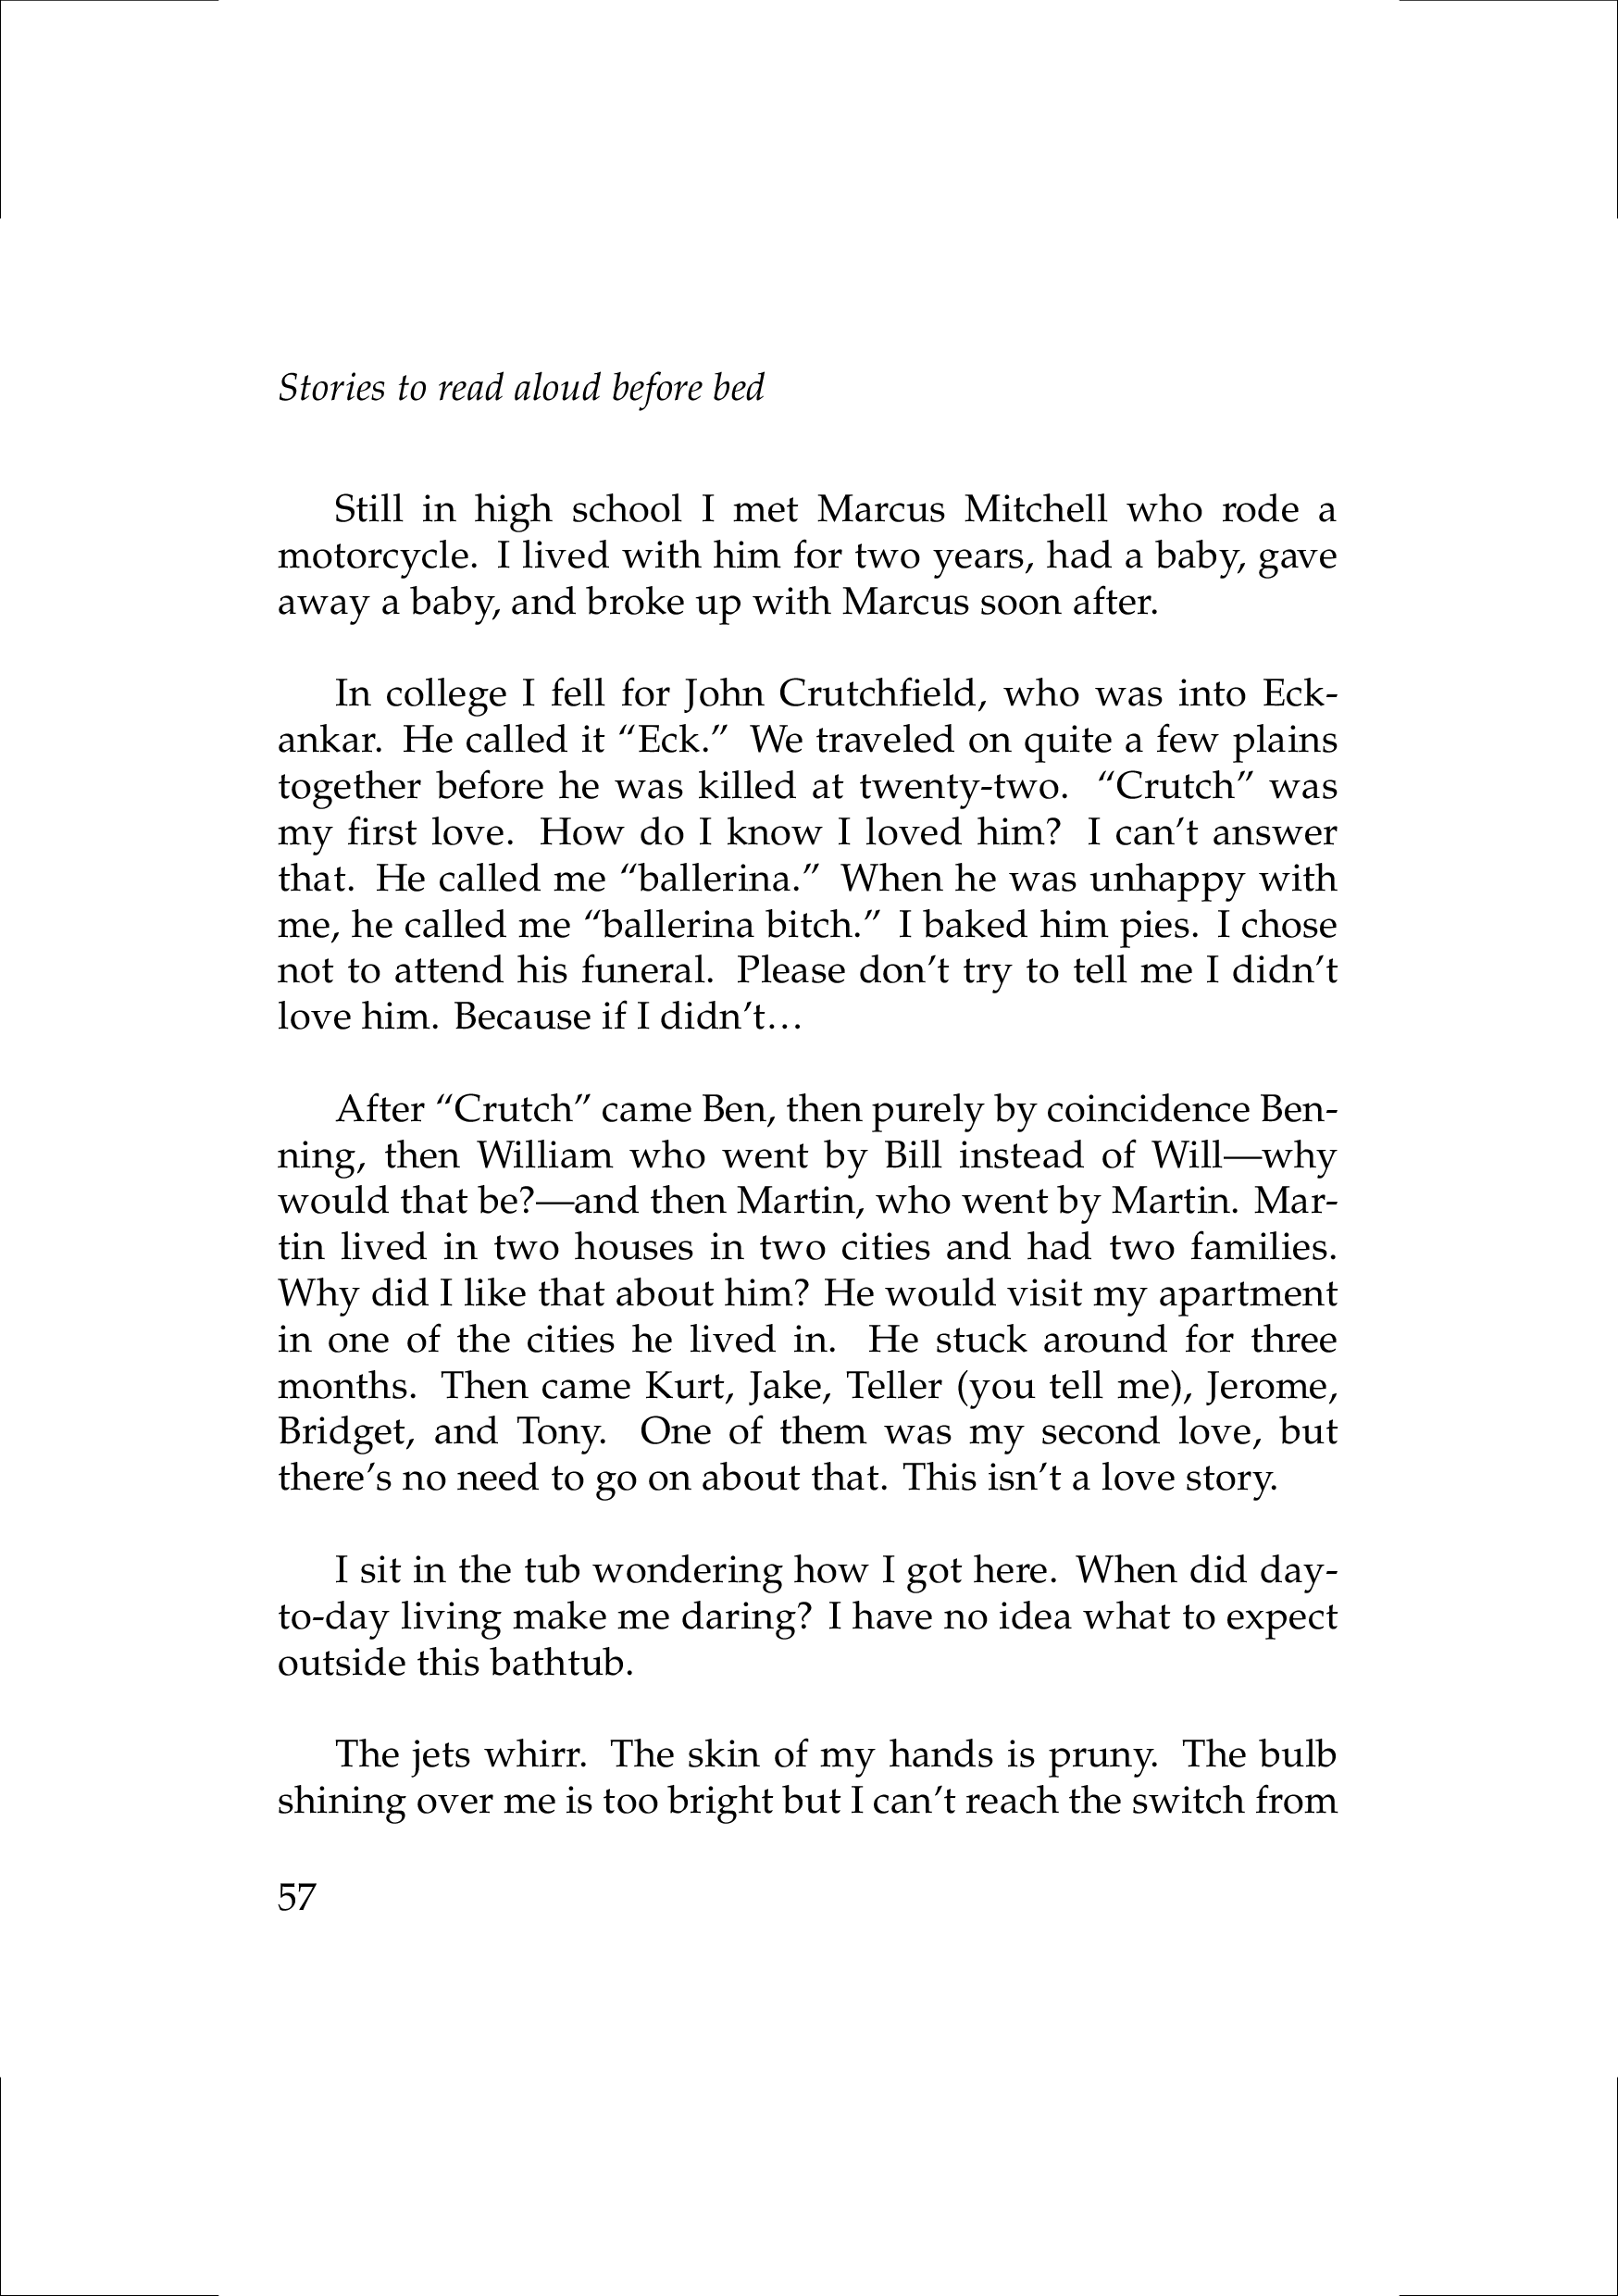 Stories to read aloud before bed
Still in high school I met Marcus Mitchell who rode a
motorcycle. I lived with him for two years, had a baby, gave
away a baby, and broke up with Marcus soon after.
In college I fell for John Crutchfield, who was into Eck-
ankar. He called it “Eck.” We traveled on quite a few plains
together before he was killed at twenty-two. “Crutch” was
my first love. How do I know I loved him? I can’t answer
that. He called me “ballerina.” When he was unhappy with
me, he called me “ballerina bitch.” I baked him pies. I chose
not to attend his funeral. Please don’t try to tell me I didn’t
love him. Because if I didn’t…
After “Crutch” came Ben, then purely by coincidence Ben-
ning, then William who went by Bill instead of Will—why
would that be?—and then Martin, who went by Martin. Mar-
tin lived in two houses in two cities and had two families.
Why did I like that about him? He would visit my apartment
in one of the cities he lived in. He stuck around for three
months. Then came Kurt, Jake, Teller (you tell me), Jerome,
Bridget, and Tony. One of them was my second love, but
there’s no need to go on about that. This isn’t a love story.
I sit in the tub wondering how I got here. When did day-
to-day living make me daring? I have no idea what to expect
outside this bathtub.
The jets whirr. The skin of my hands is pruny. The bulb
shining over me is too bright but I can’t reach the switch from
57